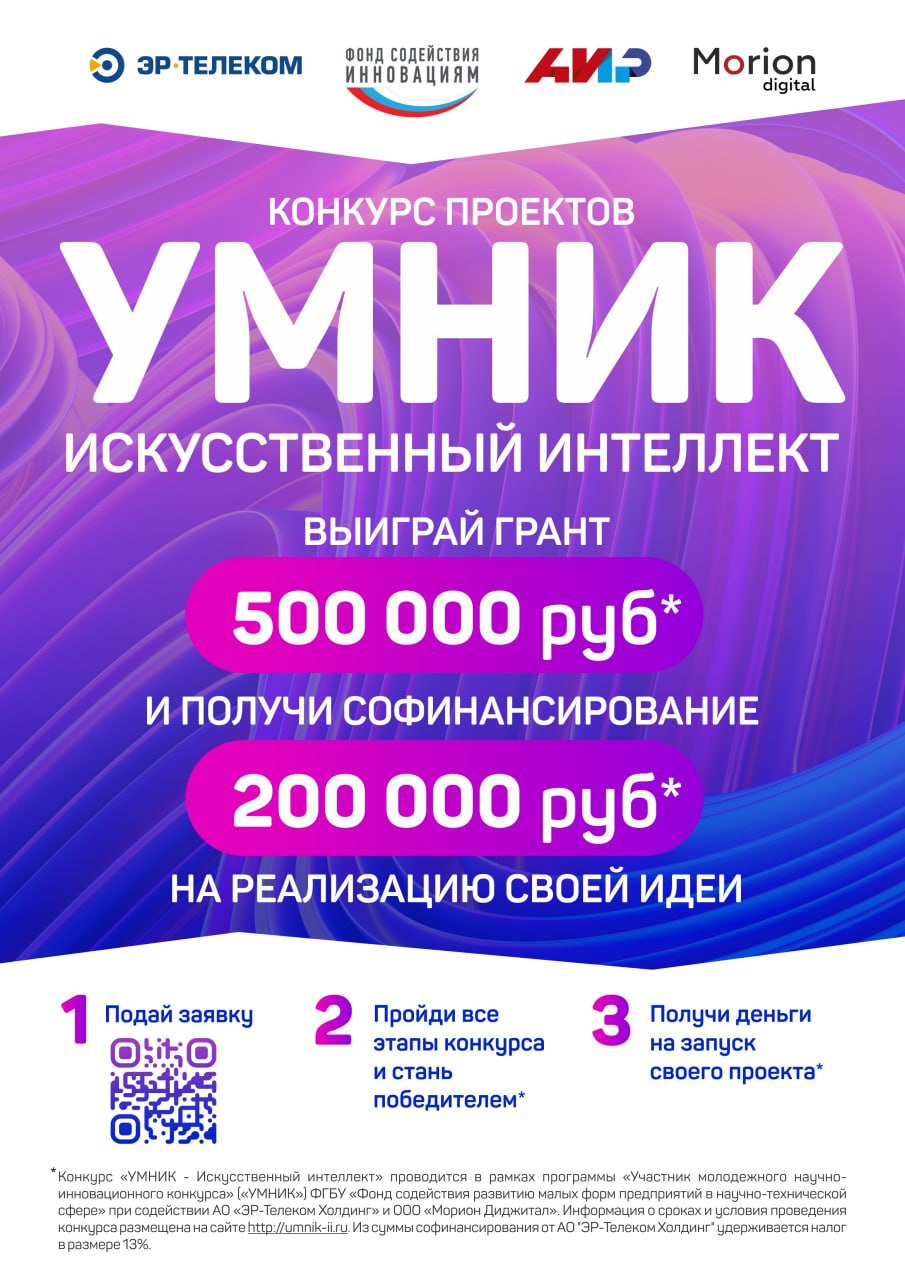 ЭР·ТЕЛЕКОМ
ФОНД СОДЕЙСТВИЯ
ИННОВАЦИЯМ
АИР
Morion
digital
КОНКУРС ПРОЕКТОВ
УМНИК
ИСКУССТВЕННЫЙ ИНТЕЛЛЕКТ
ВЫИГРАЙ ГРАНТ
500 000 руб*
И ПОЛУЧИ СОФИНАНСИРОВАНИЕ
200 000 руб*
НА РЕАЛИЗАЦИЮ СВОЕЙ ИДЕИ
1 Подай заявку
2 Пройди все
этапы конкурса
и стань
победителем*
3 Получи деньги
на запуск
своего проекта*
*Конкурс «УМНИК - Искусственный интеллект» проводится в рамках программы «Участник молодежного научно-
инновационного конкурса» («УМНИК») ФГБУ «Фонд содействия развитию малых форм предприятий в научно-технической
сфере» при содействии АО «ЭР-Телеком Холдинг» и ООО «Морион Диджитал». Информация о сроках и условия проведения
конкурса размещена на сайте http://umnik-ii.ru. Из суммы софинансирования от АО "ЭР-Телеком Холдинг" удерживается налог
в размере 13%.